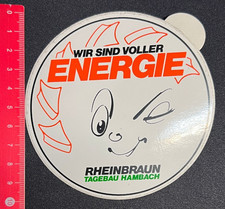 WIR SIND VOLLER
ENERGIE
RHEINBRAUN
TAGEBAU HAMBACH